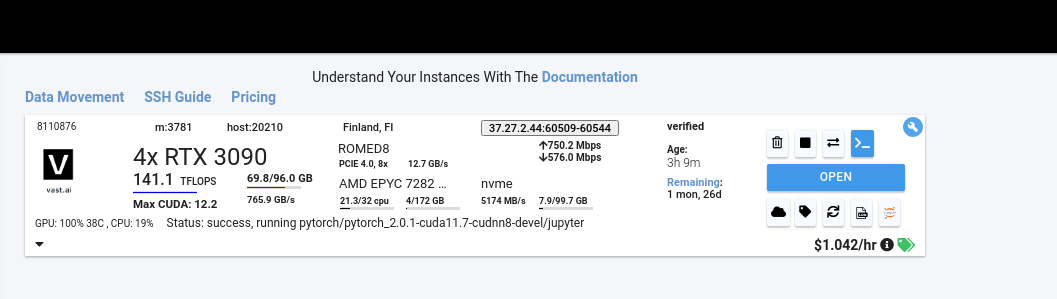 Understand Your Instances With The Documentation
Data Movement SSH Guide Pricing
8110876 m:3781 host:20210 Finland, FI 37.27.2.44:60509-60544 verified
V
vast.ai
4x RTX 3090
141.1 TFLOPS
Max CUDA: 12.2
69.8/96.0 GB
765.9 GB/s
ROMED8
PCIE 4.0, 8x 12.7 GB/s
AMD EPYC 7282 ...
21.3/32 cpu 4/172 GB
↑750.2 Mbps
↓576.0 Mbps
nvme
5174 MB/s 7.9/99.7 GB
Age:
3h 9m
Remaining:
1 mon, 26d
OPEN
GPU: 100% 38C , CPU: 19% Status: success, running pytorch/pytorch_2.0.1-cuda11.7-cudnn8-devel/jupyter
$1.042/hr